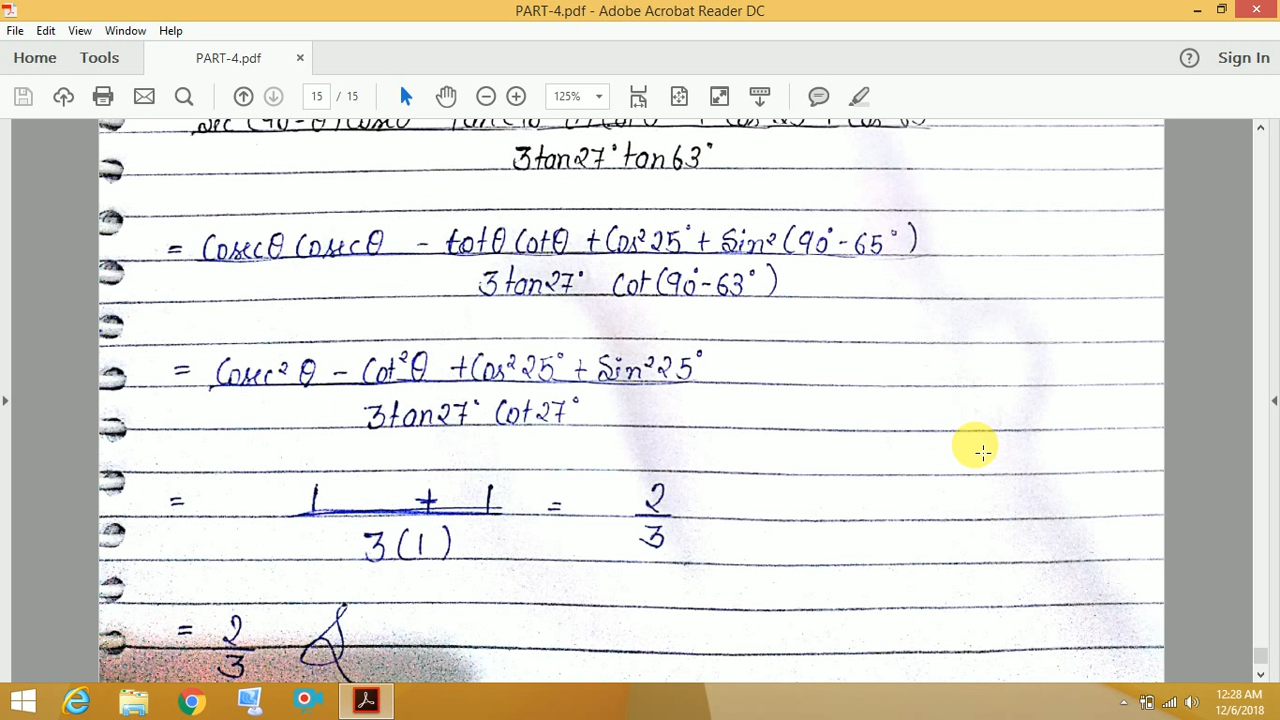 PART-4.pdf - Adobe Acrobat Reader DC
File Edit View Window Help
Home Tools PART-4.pdf × ? Sign In
15 / 15 125%
3tan27° tan63°
= Cosecθ Cosecθ - totθ Cotθ + Cos²25° + Sin²(90° - 65°)
3tan27° Cot(90° - 63°)
= Cosec²θ - Cot²θ + Cos²25° + Sin²25°
3tan27° Cot27°
= 1 + 1 = 2
3(1) 3
= 2
3
12:28 AM
12/6/2018